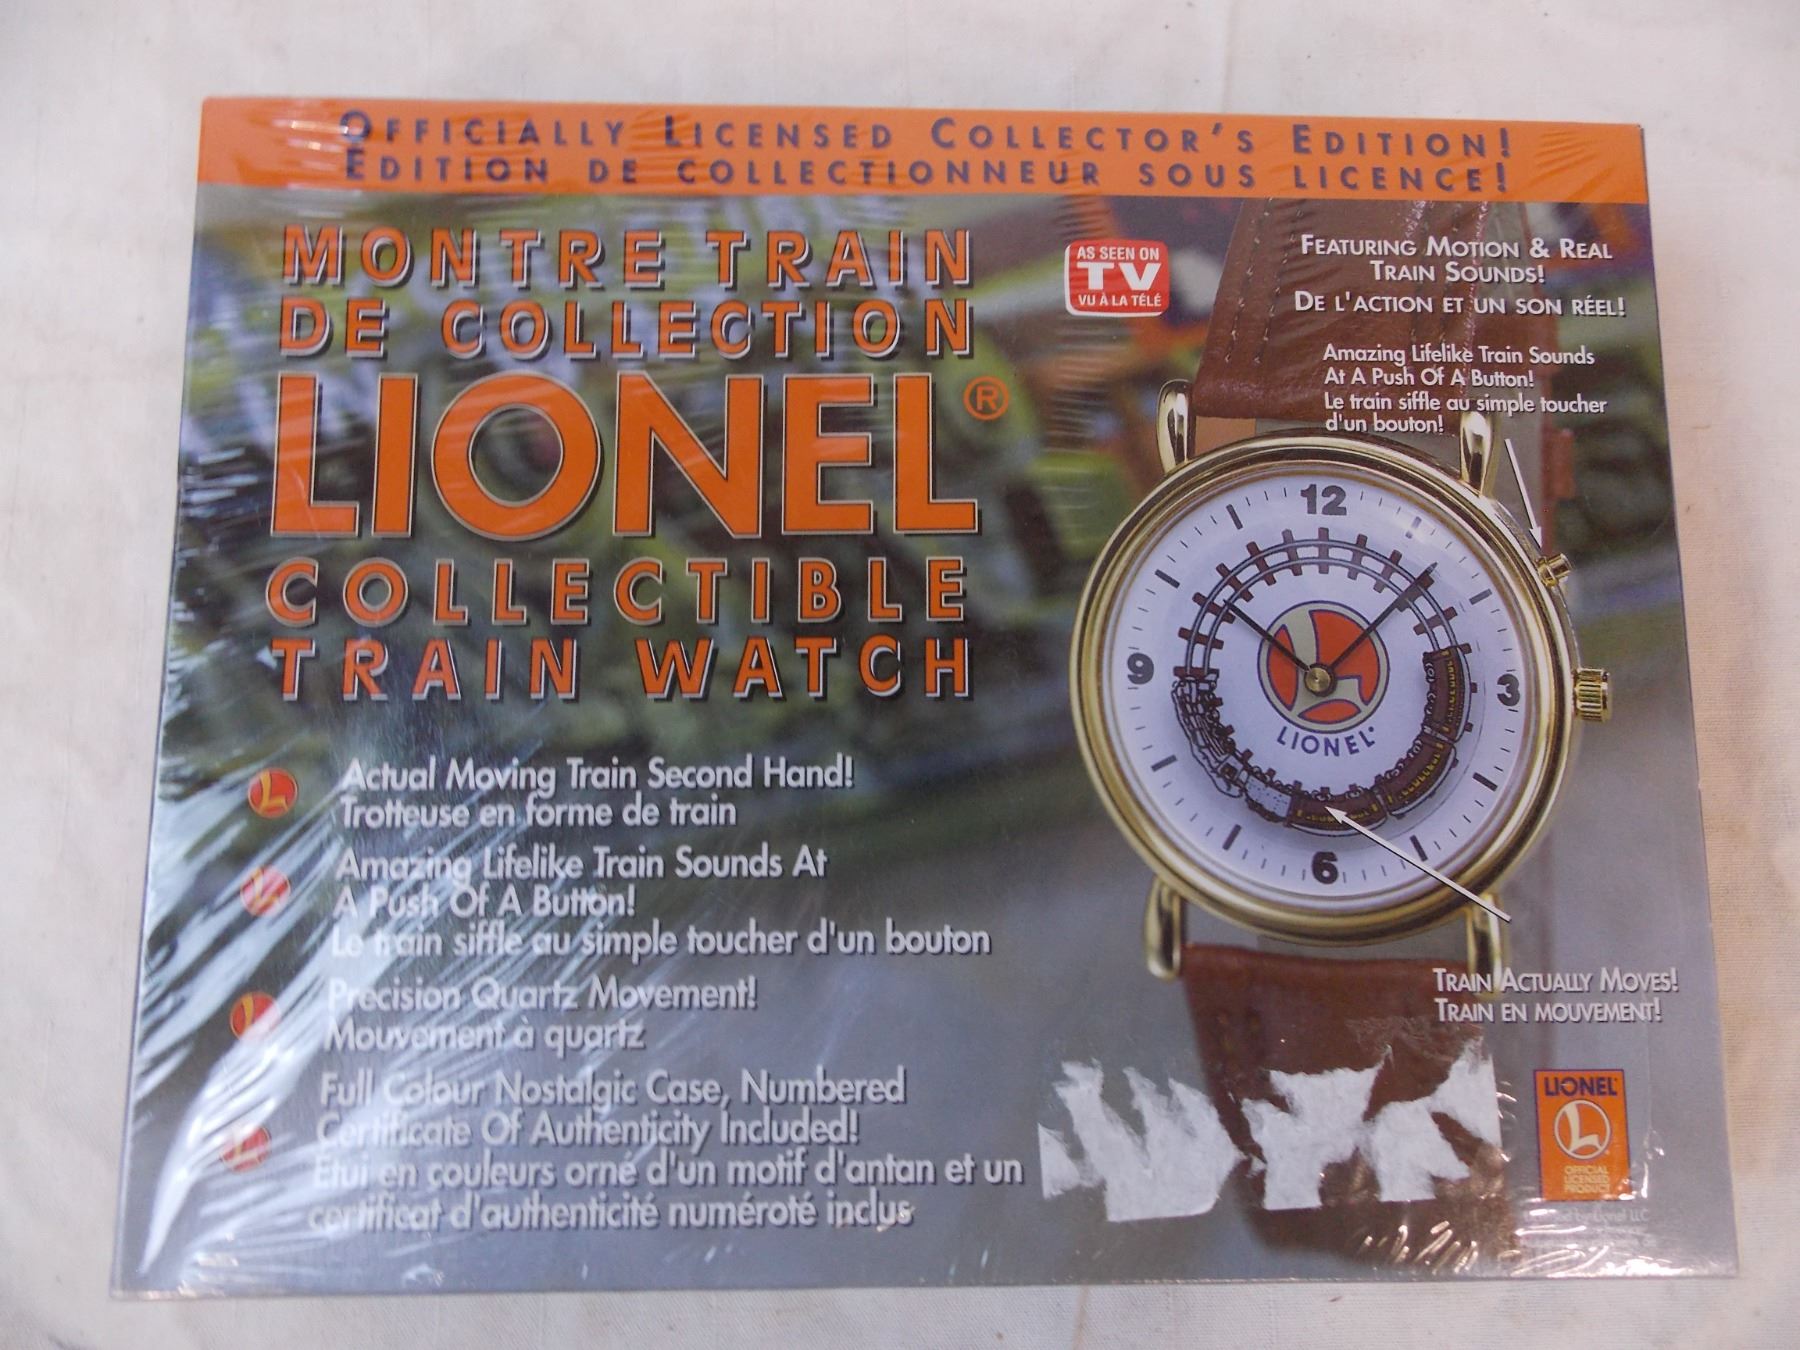 OFFICIALLY LICENSED COLLECTOR'S EDITION!
EDITION DE COLLECTIONNEUR SOUS LICENCE!
MONTRE TRAIN
DE COLLECTION
LIONEL®
COLLECTIBLE
TRAIN WATCH
AS SEEN ON
TV
VU À LA TÉLÉ
FEATURING MOTION & REAL
TRAIN SOUNDS!
DE L'ACTION ET UN SON RÉEL!
Amazing Lifelike Train Sounds
At A Push Of A Button!
Le train siffle au simple toucher
d'un bouton!
12
9
3
6
LIONEL
Actual Moving Train Second Hand!
Trotteuse en forme de train
Amazing Lifelike Train Sounds At
A Push Of A Button!
Le train siffle au simple toucher d'un bouton
Precision Quartz Movement!
Mouvement à quartz
Full Colour Nostalgic Case, Numbered
Certificate Of Authenticity Included!
Etui en couleurs orné d'un motif d'antan et un
certificat d'authenticité numéroté inclus
TRAIN ACTUALLY MOVES!
TRAIN EN MOUVEMENT!
LIONEL
L
OFFICIAL
LICENSED
PRODUCT
by Lionel LLC